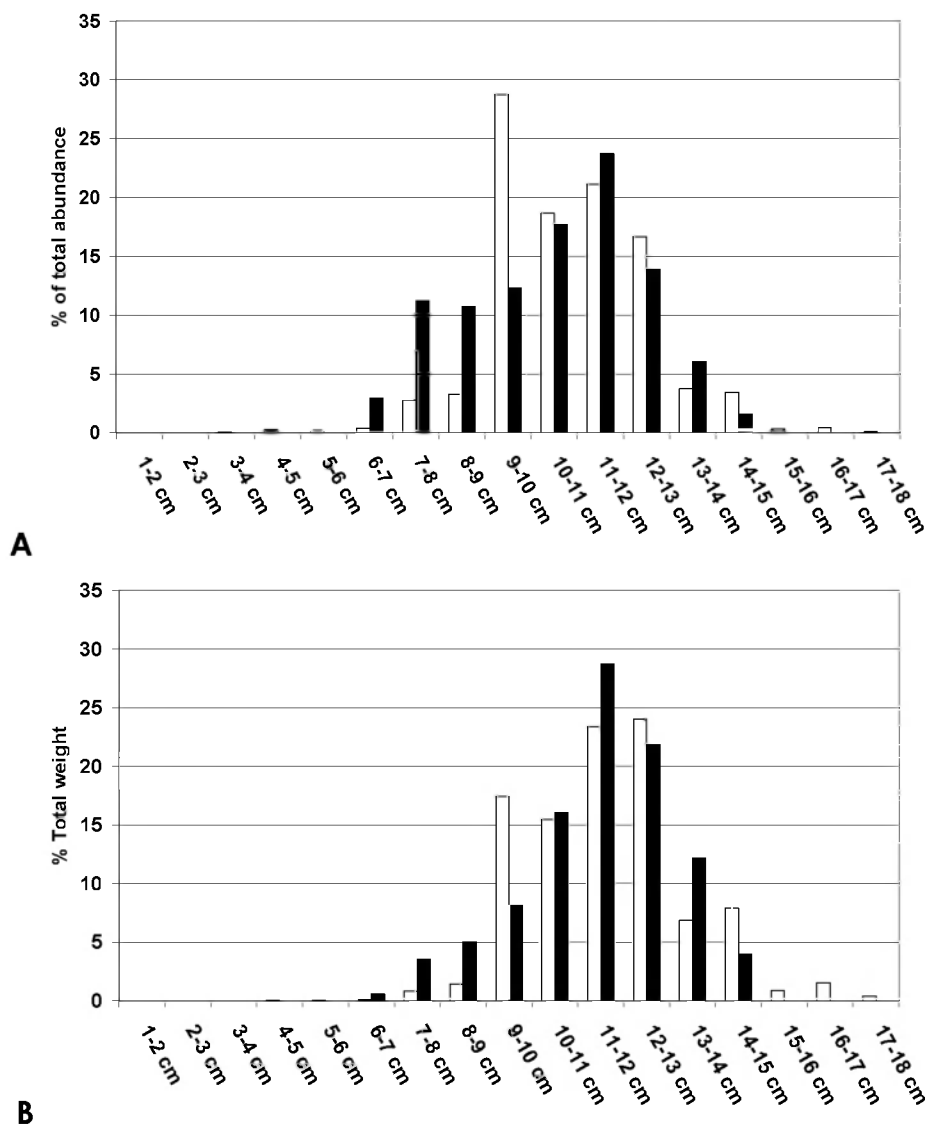 35
30
25
20
15
10
5
0
% of total abundance
1-2 cm
2-3 cm
3-4 cm
4-5 cm
5-6 cm
6-7 cm
7-8 cm
8-9 cm
9-10 cm
10-11 cm
11-12 cm
12-13 cm
13-14 cm
14-15 cm
15-16 cm
16-17 cm
17-18 cm
A
35
30
25
20
15
10
5
0
% Total weight
1-2 cm
2-3 cm
3-4 cm
4-5 cm
5-6 cm
6-7 cm
7-8 cm
8-9 cm
9-10 cm
10-11 cm
11-12 cm
12-13 cm
13-14 cm
14-15 cm
15-16 cm
16-17 cm
17-18 cm
B